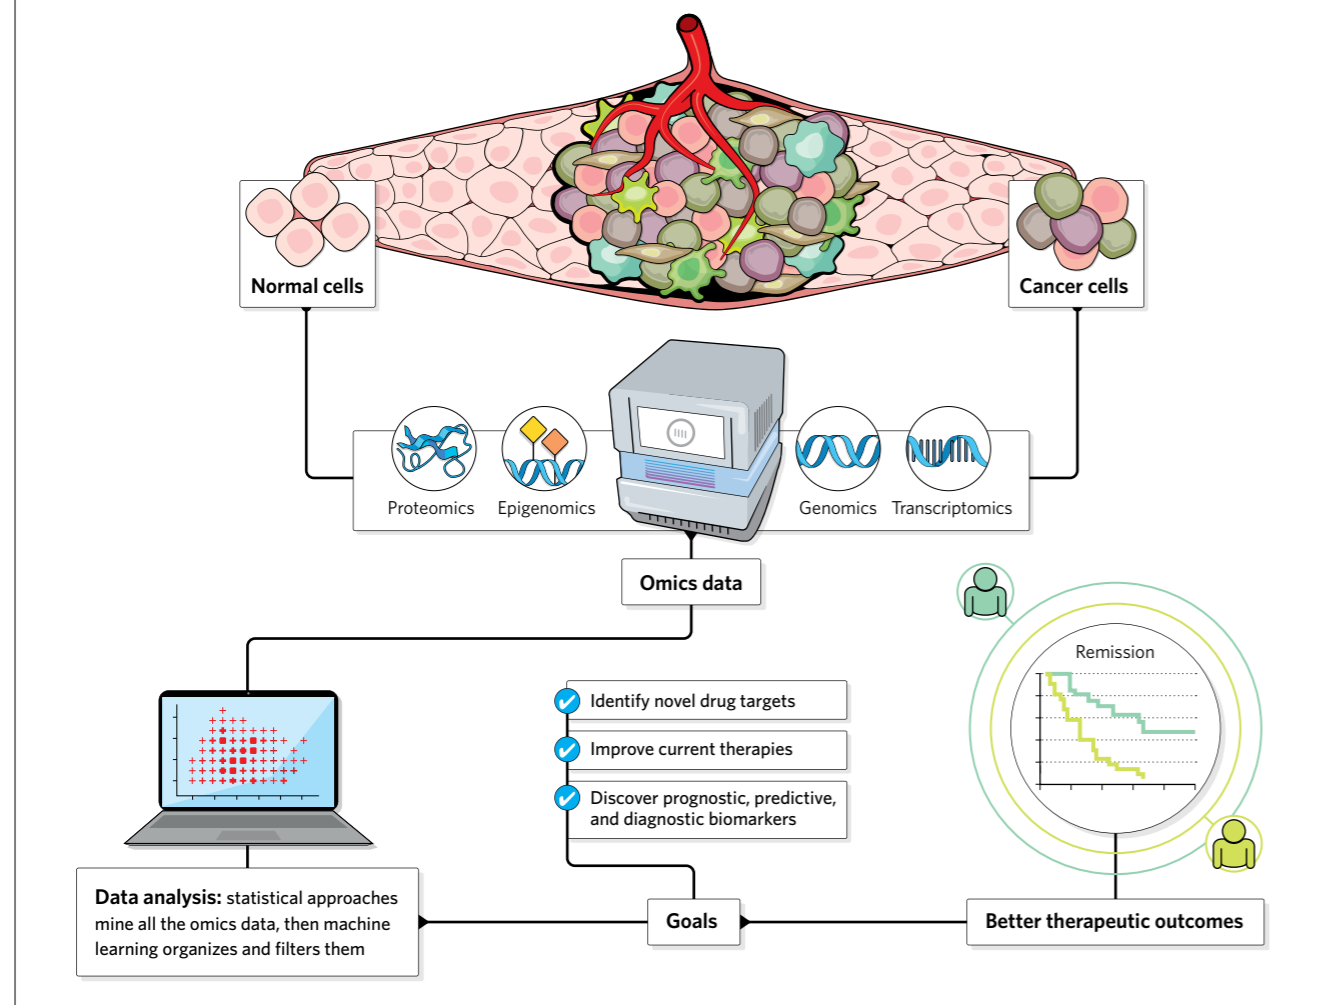 Normal cells
Cancer cells
Proteomics
Epigenomics
Genomics
Transcriptomics
Omics data
Remission
Identify novel drug targets
Improve current therapies
Discover prognostic, predictive,
and diagnostic biomarkers
Data analysis: statistical approaches
mine all the omics data, then machine
learning organizes and filters them
Goals
Better therapeutic outcomes